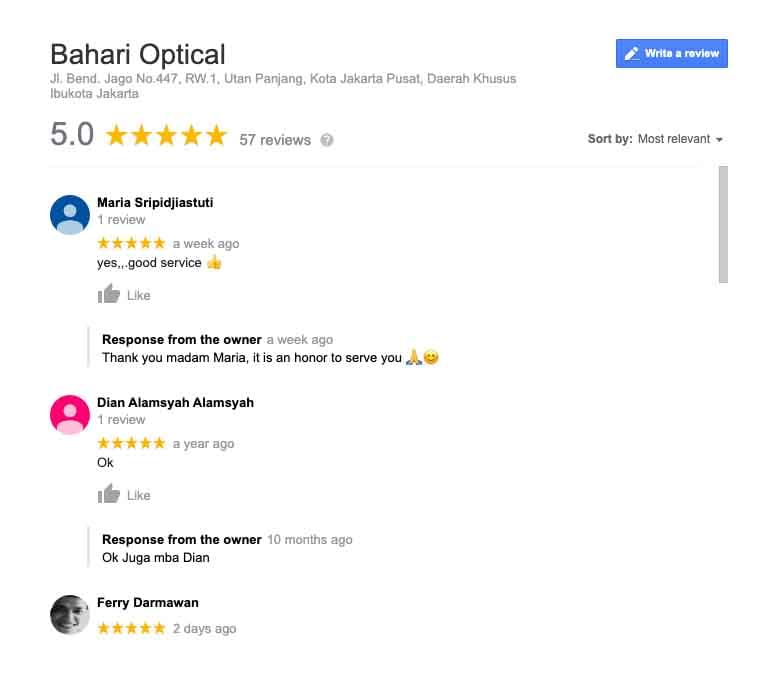 Bahari Optical
Write a review
Jl. Bend. Jago No.447, RW.1, Utan Panjang, Kota Jakarta Pusat, Daerah Khusus
Ibukota Jakarta
5.0 57 reviews ?
Sort by: Most relevant
Maria Sripidjiastuti
1 review
a week ago
yes,,.good service 👍
Like
Response from the owner a week ago
Thank you madam Maria, it is an honor to serve you 🙏😊
Dian Alamsyah Alamsyah
1 review
a year ago
Ok
Like
Response from the owner 10 months ago
Ok Juga mba Dian
Ferry Darmawan
2 days ago